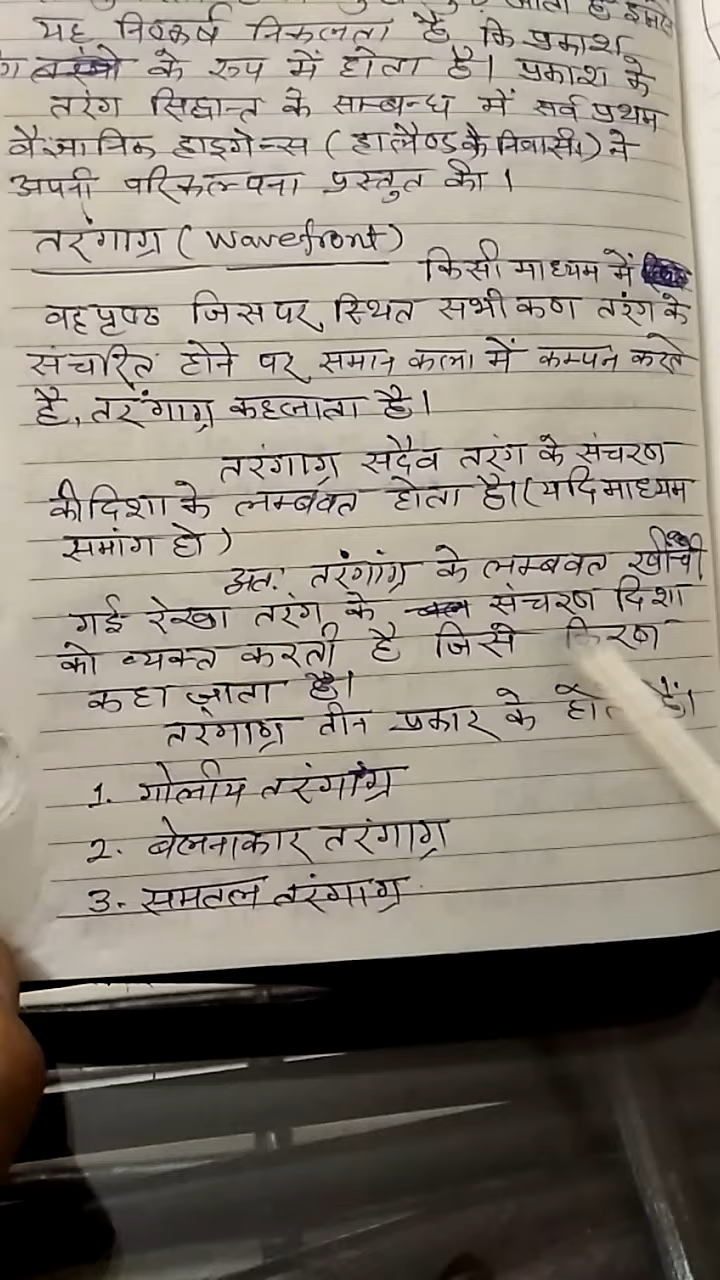 जाता है इससे
यह निष्कर्ष निकलता है कि प्रकाश
के रूप में होता है। प्रकाश के
तरंग सिद्धान्त के सम्बन्ध में सर्व प्रथम
वैज्ञानिक हाइगेन्स (हालैण्ड के निवासी) ने
अपनी परिकल्पना प्रस्तुत की।
तरंगाग्र (Wavefront)
किसी माध्यम में
वह पृष्ठ जिस पर स्थित सभी कण तरंग के
संचरित होने पर समान कला में कम्पन करते
है, तरंगाग्र कहलाता है।
तरंगाग्र सदैव तरंग के संचरण
की दिशा के लम्बवत होता है। (यदि माध्यम
समांग हो)
अतः तरंगांग्र के लम्बवत खींची
गई रेखा तरंग के संचरण दिशा
को व्यक्त करती है जिसे किरण
कहा जाता है।
तरंगाग्र तीन प्रकार के होते हैं।
1. गोलीय तरंगांग्र
2. बेलनाकार तरंगाग्र
3. समतल तरंगाग्र